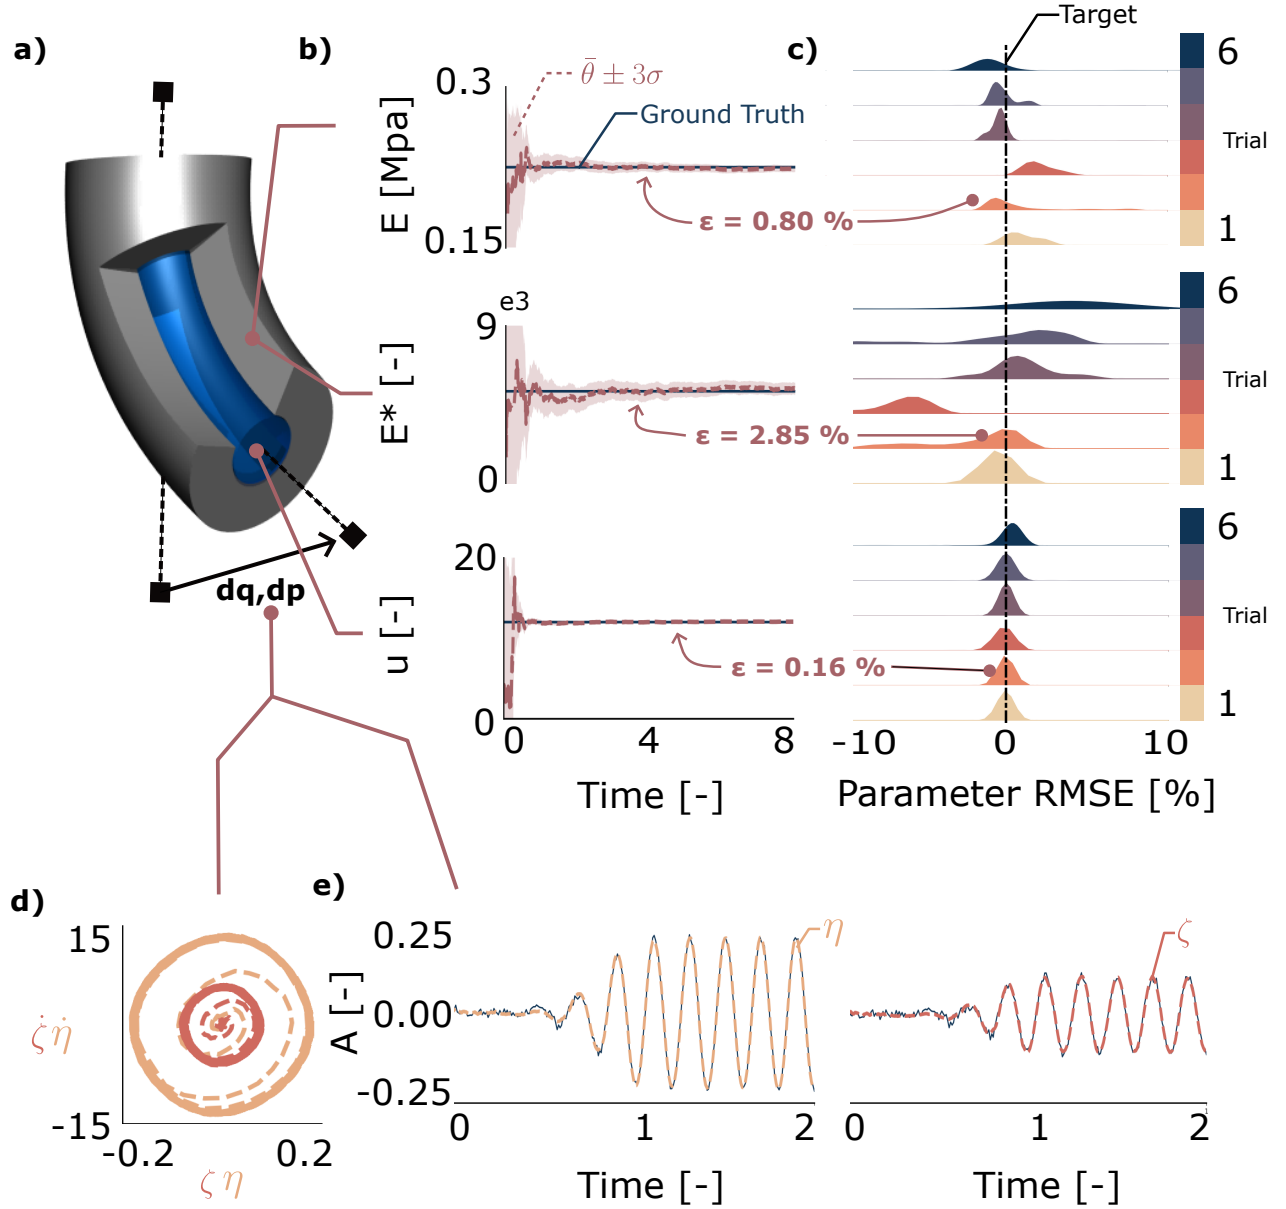 a)
b)
c)
Target
θ̄ ± 3σ
Ground Truth
0.3
E [Mpa]
0.15
ε = 0.80 %
6
Trial
1
e3
9
E* [-]
0
ε = 2.85 %
6
Trial
1
20
u [-]
0
ε = 0.16 %
6
Trial
1
dq,dp
0 4 8
Time [-]
-10 0 10
Parameter RMSE [%]
d)
15
ζ̇ η̇
-15
-0.2 0.2
ζ η
e)
A [-]
0.25
0.00
-0.25
η
0 1 2
Time [-]
ζ
0 1 2
Time [-]